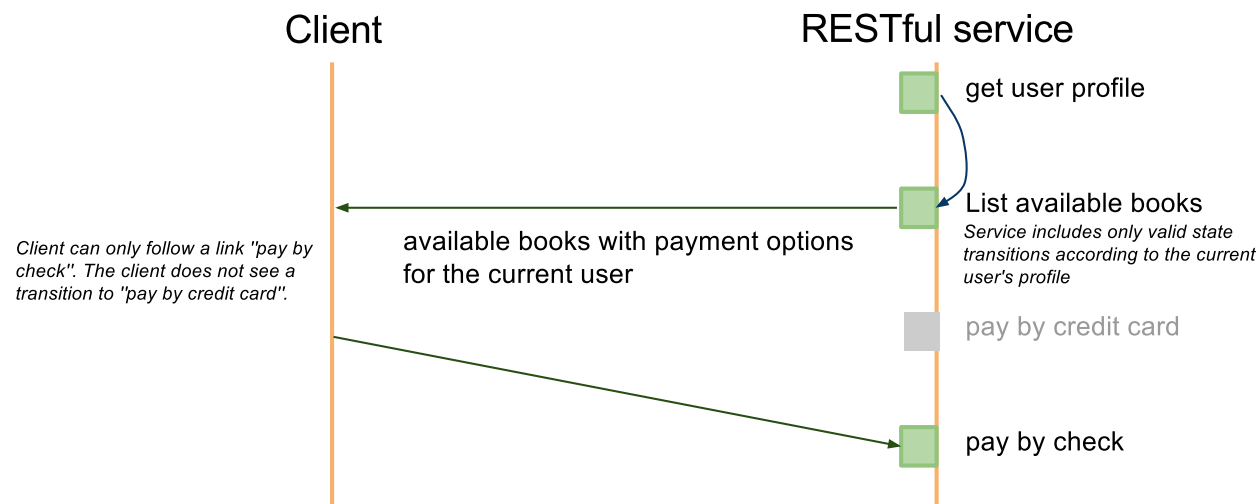 Client
RESTful service
get user profile
List available books
Service includes only valid state
transitions according to the current
user's profile
available books with payment options
for the current user
Client can only follow a link "pay by
check". The client does not see a
transition to "pay by credit card".
pay by credit card
pay by check